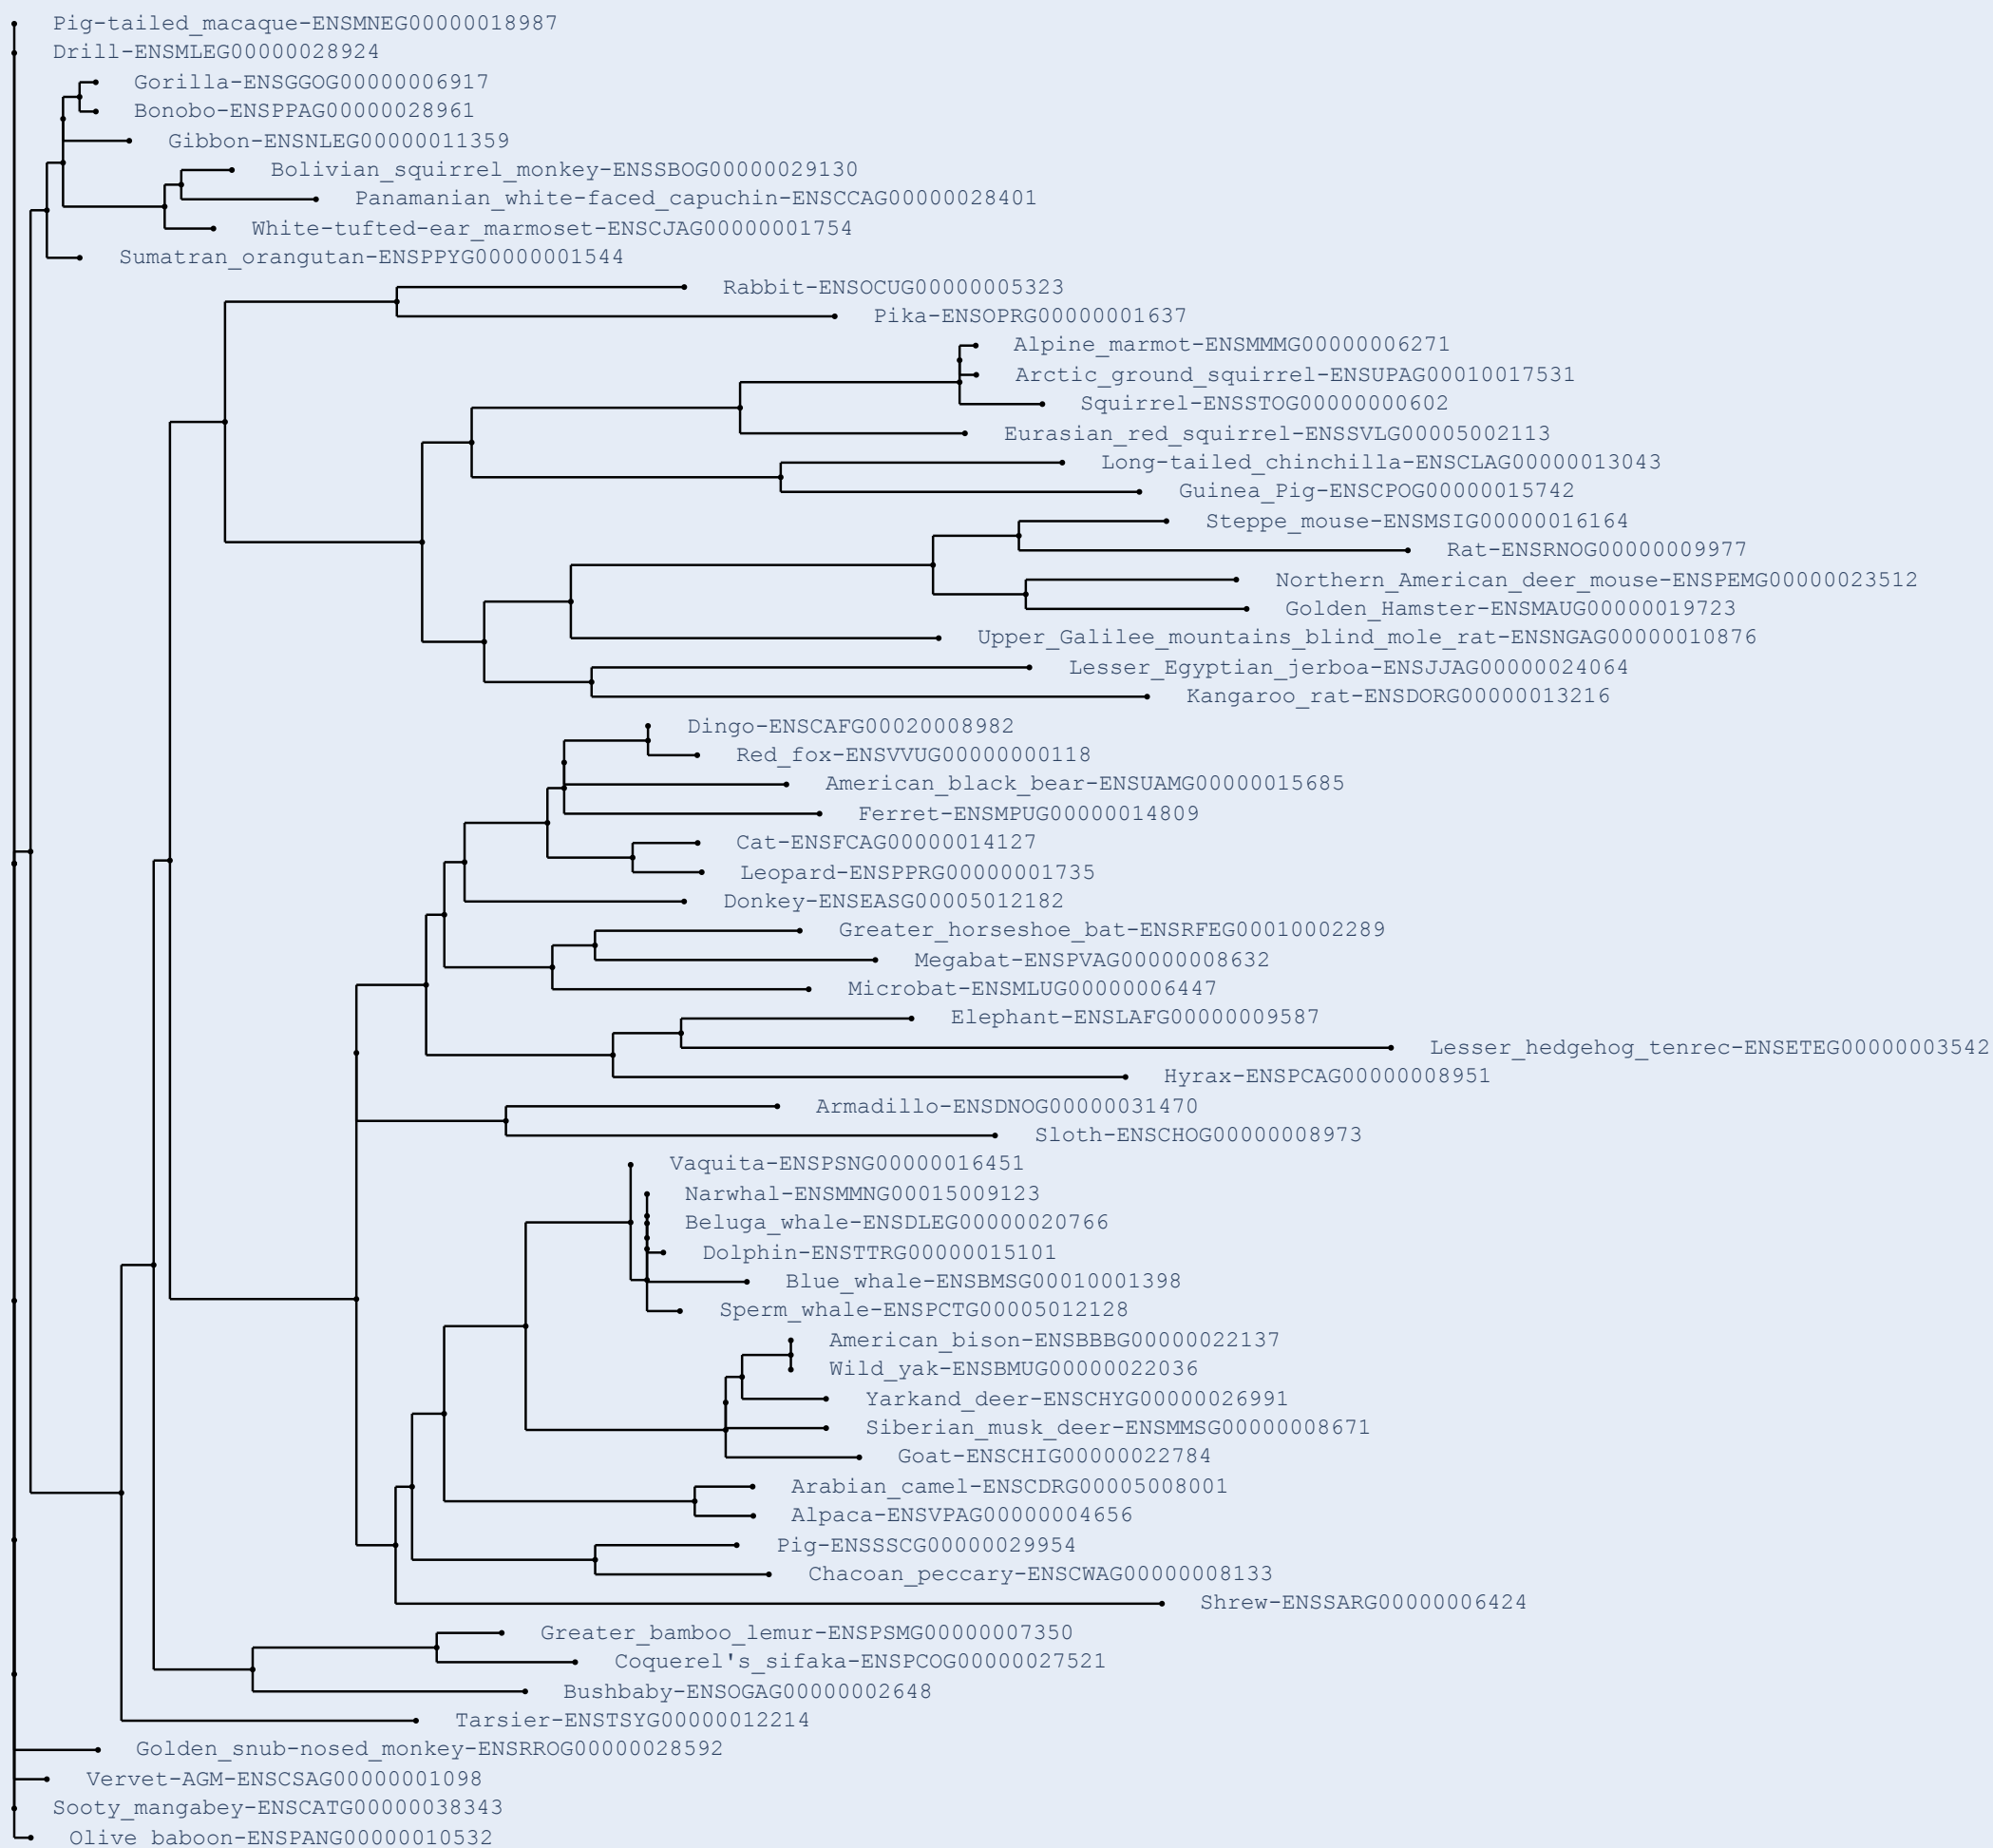 Pig-tailed_macaque-ENSMNEG00000018987
Drill-ENSMLEG00000028924
Gorilla-ENSGGOG00000006917
Bonobo-ENSPPAG00000028961
Gibbon-ENSNLEG00000011359
Bolivian_squirrel_monkey-ENSSBOG00000029130
Panamanian_white-faced_capuchin-ENSCCAG00000028401
White-tufted-ear_marmoset-ENSCJAG00000001754
Sumatran_orangutan-ENSPPYG00000001544
Rabbit-ENSOCUG00000005323
Pika-ENSOPRG00000001637
Alpine_marmot-ENSMMMG00000006271
Arctic_ground_squirrel-ENSUPAG00010017531
Squirrel-ENSSTOG00000000602
Eurasian_red_squirrel-ENSSVLG00005002113
Long-tailed_chinchilla-ENSCLAG00000013043
Guinea_Pig-ENSCPOG00000015742
Steppe_mouse-ENSMSIG00000016164
Rat-ENSRNOG00000009977
Northern_American_deer_mouse-ENSPEMG00000023512
Golden_Hamster-ENSMAUG00000019723
Upper_Galilee_mountains_blind_mole_rat-ENSNGAG00000010876
Lesser_Egyptian_jerboa-ENSJJAG00000024064
Kangaroo_rat-ENSDORG00000013216
Dingo-ENSCAFG00020008982
Red_fox-ENSVVUG00000000118
American_black_bear-ENSUAMG00000015685
Ferret-ENSMPUG00000014809
Cat-ENSFCAG00000014127
Leopard-ENSPPRG00000001735
Donkey-ENSEASG00005012182
Greater_horseshoe_bat-ENSRFEG00010002289
Megabat-ENSPVAG00000008632
Microbat-ENSMLUG00000006447
Elephant-ENSLAFG00000009587
Lesser_hedgehog_tenrec-ENSETEG00000003542
Hyrax-ENSPCAG00000008951
Armadillo-ENSDNOG00000031470
Sloth-ENSCHOG00000008973
Vaquita-ENSPSNG00000016451
Narwhal-ENSMMNG00015009123
Beluga_whale-ENSDLEG00000020766
Dolphin-ENSTTRG00000015101
Blue_whale-ENSBMSG00010001398
Sperm_whale-ENSPCTG00005012128
American_bison-ENSBBBG00000022137
Wild_yak-ENSBMUG00000022036
Yarkand_deer-ENSCHYG00000026991
Siberian_musk_deer-ENSMMSG00000008671
Goat-ENSCHIG00000022784
Arabian_camel-ENSCDRG00005008001
Alpaca-ENSVPAG00000004656
Pig-ENSSSCG00000029954
Chacoan_peccary-ENSCWAG00000008133
Shrew-ENSSARG00000006424
Greater_bamboo_lemur-ENSPSMG00000007350
Coquerel's_sifaka-ENSPCOG00000027521
Bushbaby-ENSOGAG00000002648
Tarsier-ENSTSYG00000012214
Golden_snub-nosed_monkey-ENSRROG00000028592
Vervet-AGM-ENSCSAG00000001098
Sooty_mangabey-ENSCATG00000038343
Olive_baboon-ENSPANG00000010532